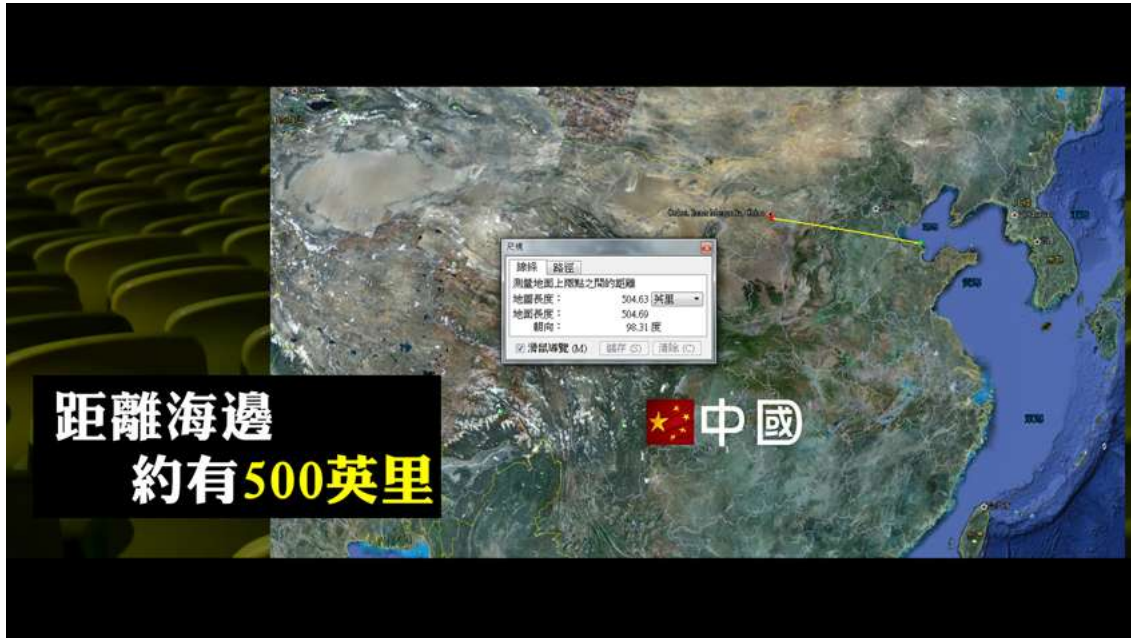 尺規
線條 路徑
測量地面上兩點之間的距離
地圖長度： 504.63 英里
地面長度： 504.69
朝向： 98.31 度
滑鼠導覽 (M) 儲存 (S) 清除 (C)
中國
距離海邊
約有500英里